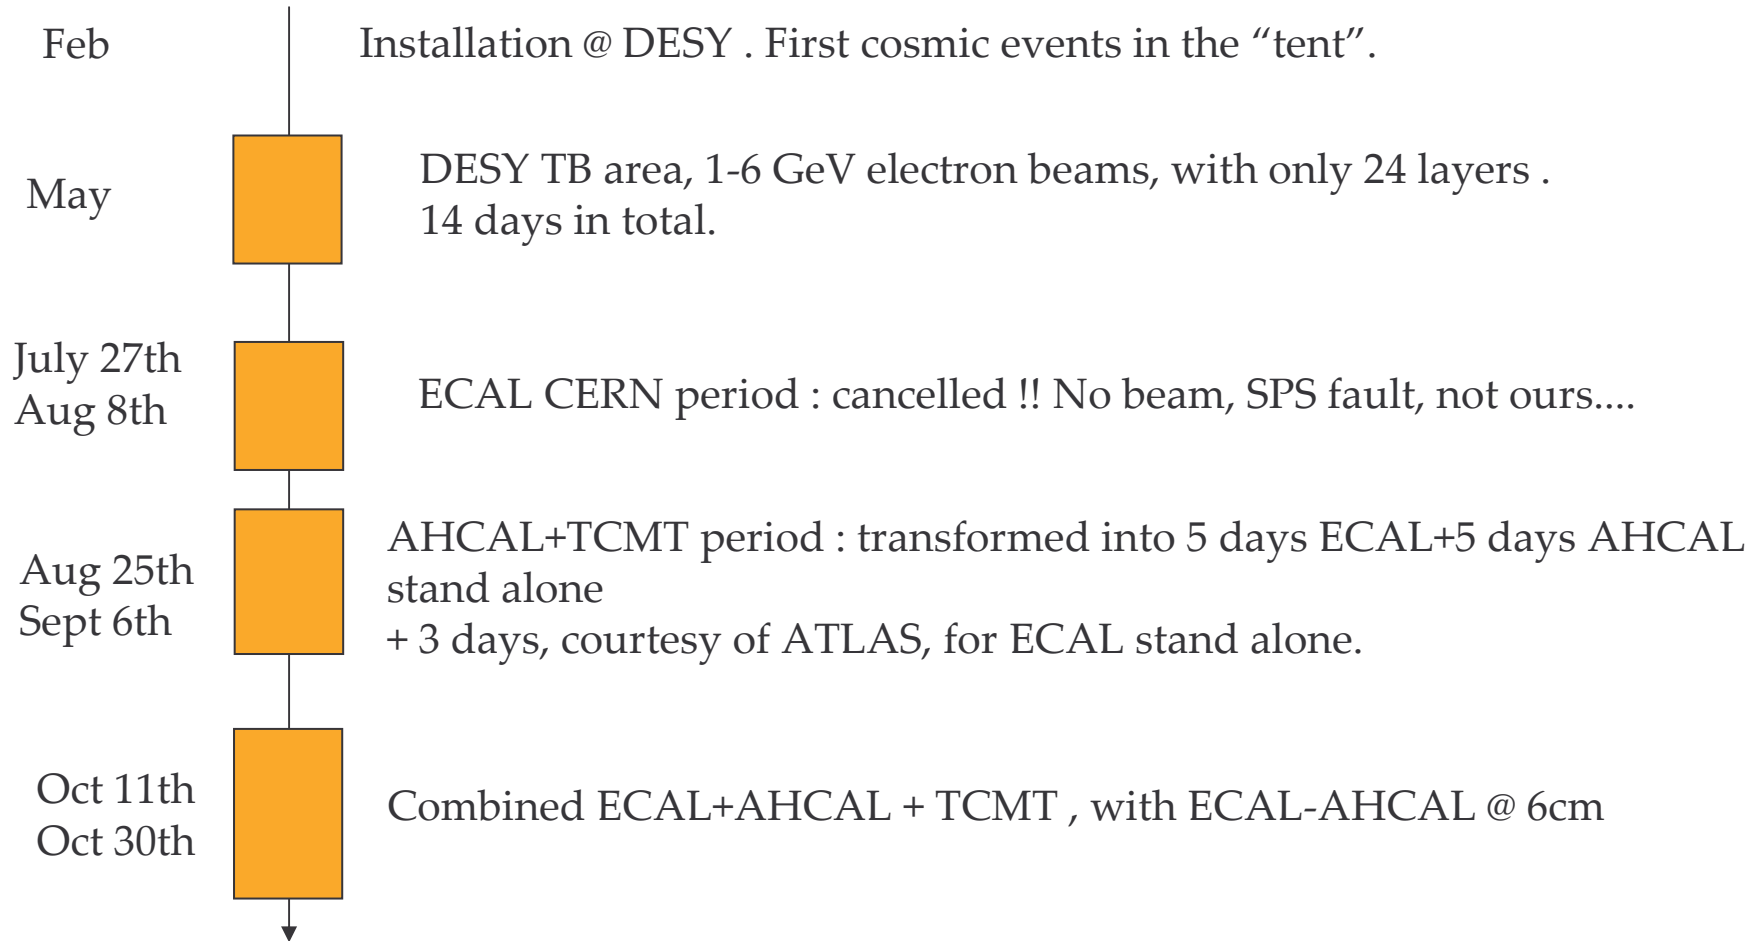 Feb
Installation @ DESY . First cosmic events in the “tent”.
May
DESY TB area, 1-6 GeV electron beams, with only 24 layers .
14 days in total.
July 27th
Aug 8th
ECAL CERN period : cancelled !! No beam, SPS fault, not ours....
Aug 25th
Sept 6th
AHCAL+TCMT period : transformed into 5 days ECAL+5 days AHCAL
stand alone
+ 3 days, courtesy of ATLAS, for ECAL stand alone.
Oct 11th
Oct 30th
Combined ECAL+AHCAL + TCMT , with ECAL-AHCAL @ 6cm